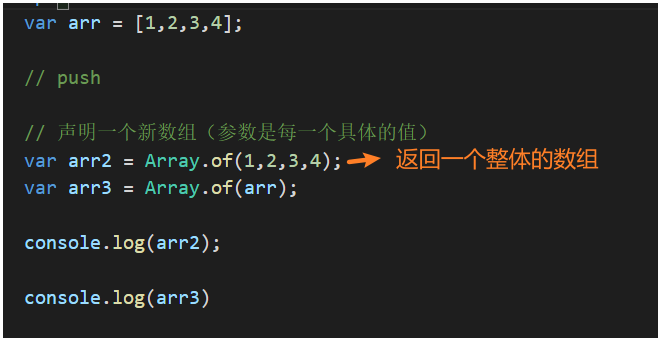 var arr = [1,2,3,4];
// push
// 声明一个新数组（参数是每一个具体的值）
var arr2 = Array.of(1,2,3,4); 返回一个整体的数组
var arr3 = Array.of(arr);
console.log(arr2);
console.log(arr3)